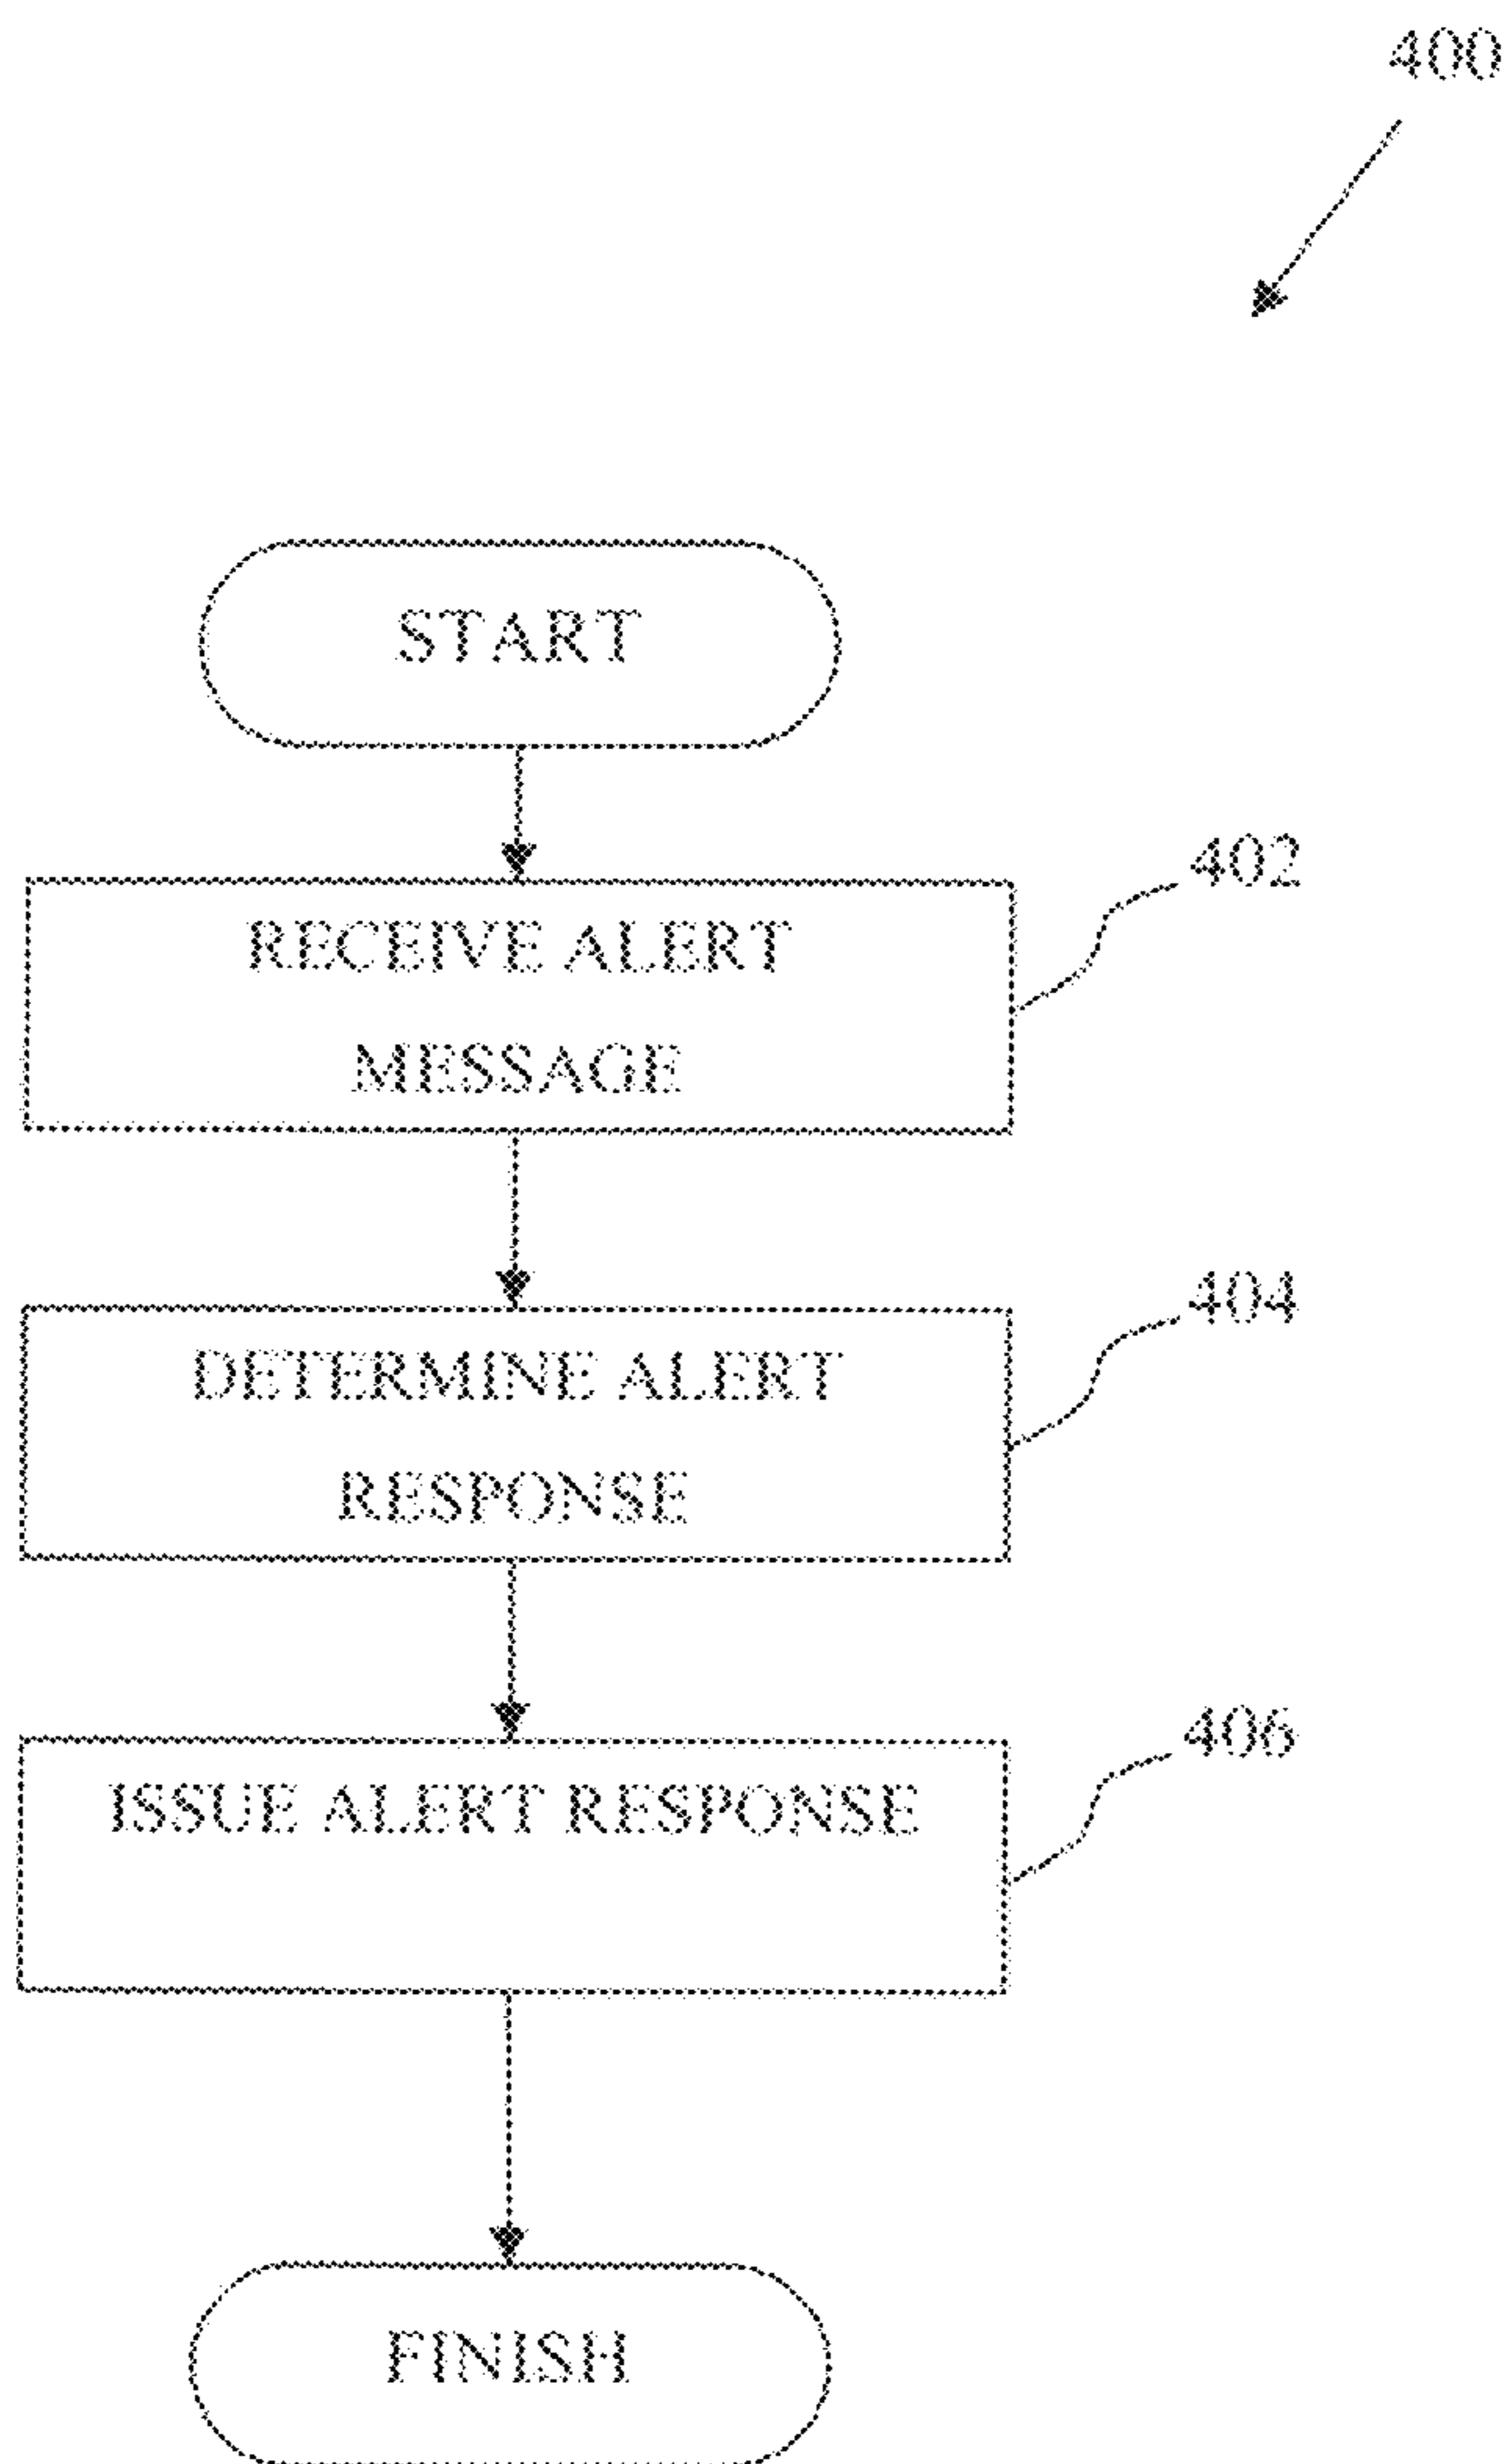 400
START
402
RECEIVE ALERT
MESSAGE
404
DETERMINE ALERT
RESPONSE
406
ISSUE ALERT RESPONSE
FINISH